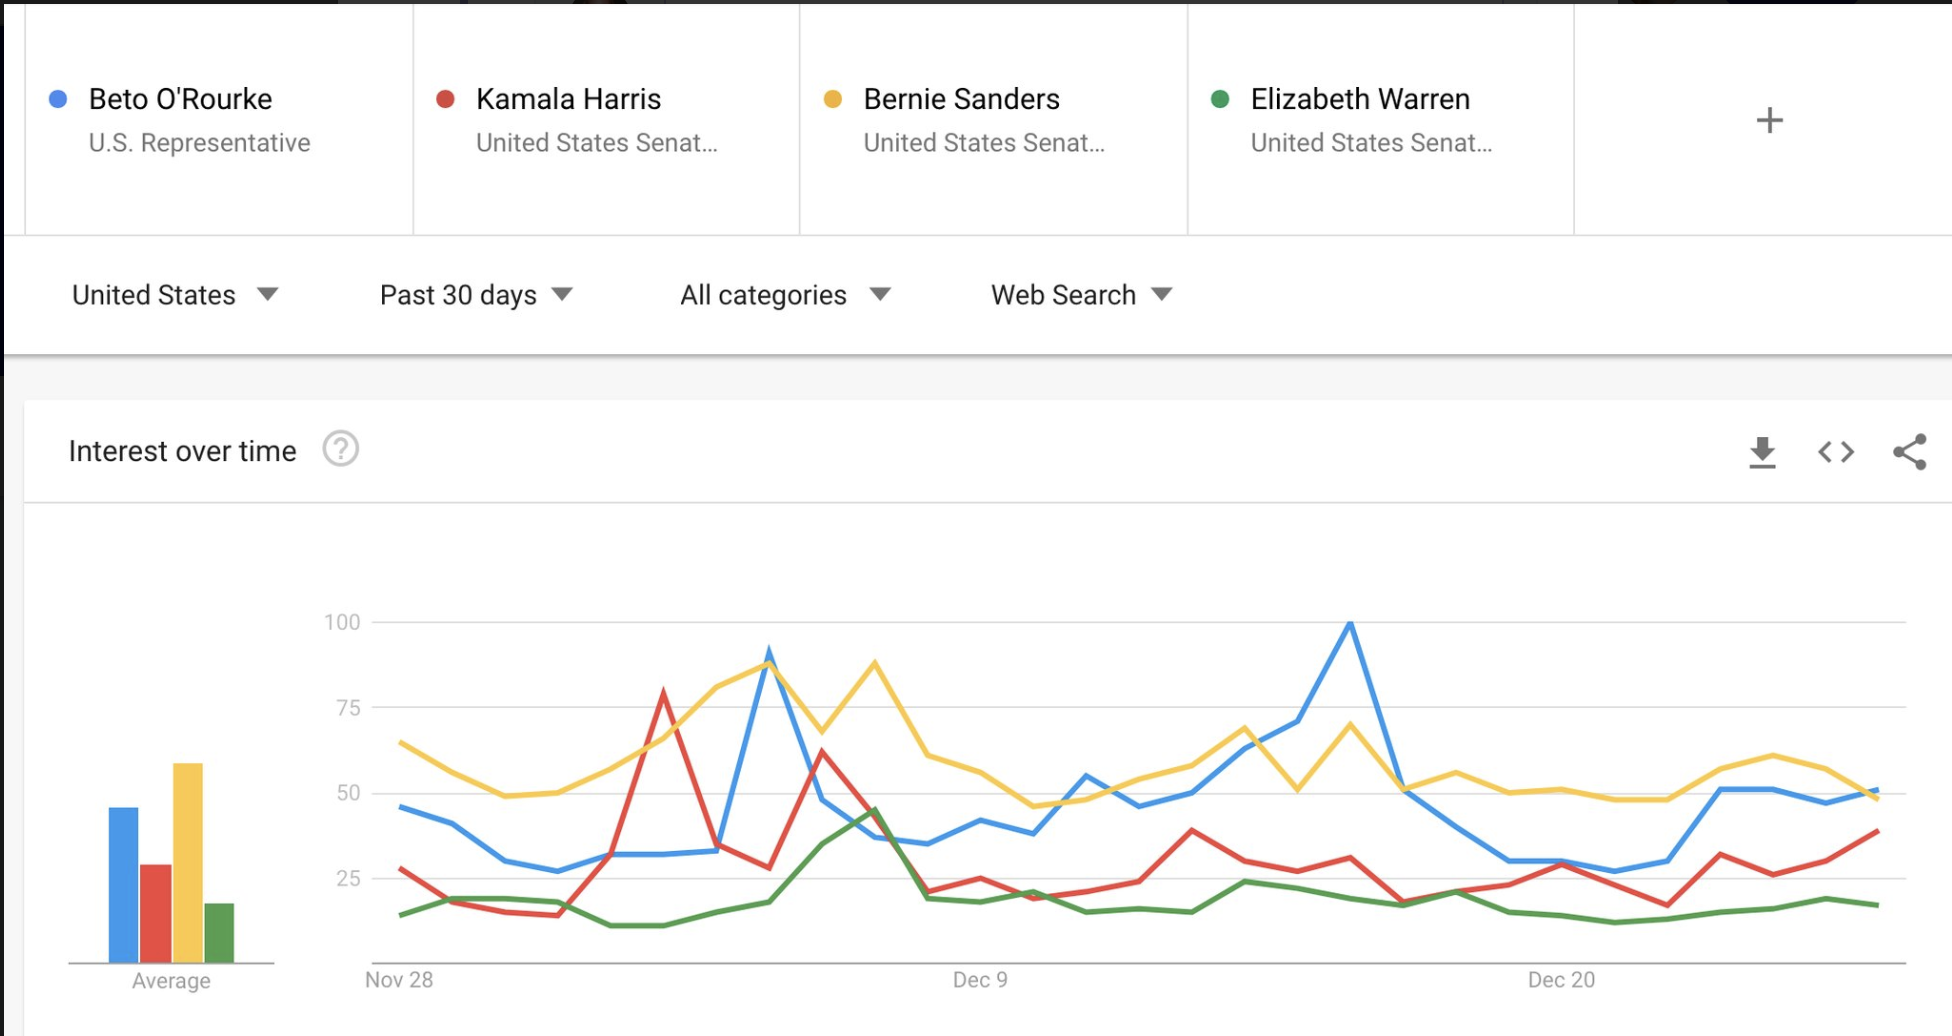 Beto O'Rourke
U.S. Representative
Kamala Harris
United States Senat...
Bernie Sanders
United States Senat...
Elizabeth Warren
United States Senat...
+
United States
Past 30 days
All categories
Web Search
Interest over time
?
100
75
50
25
Average
Nov 28
Dec 9
Dec 20